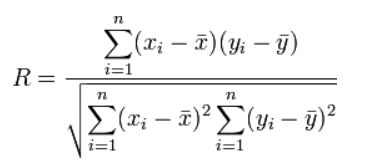 R = \frac{\sum_{i=1}^{n}(x_i - \bar{x})(y_i - \bar{y})}{\sqrt{\sum_{i=1}^{n}(x_i - \bar{x})^2 \sum_{i=1}^{n}(y_i - \bar{y})^2}}